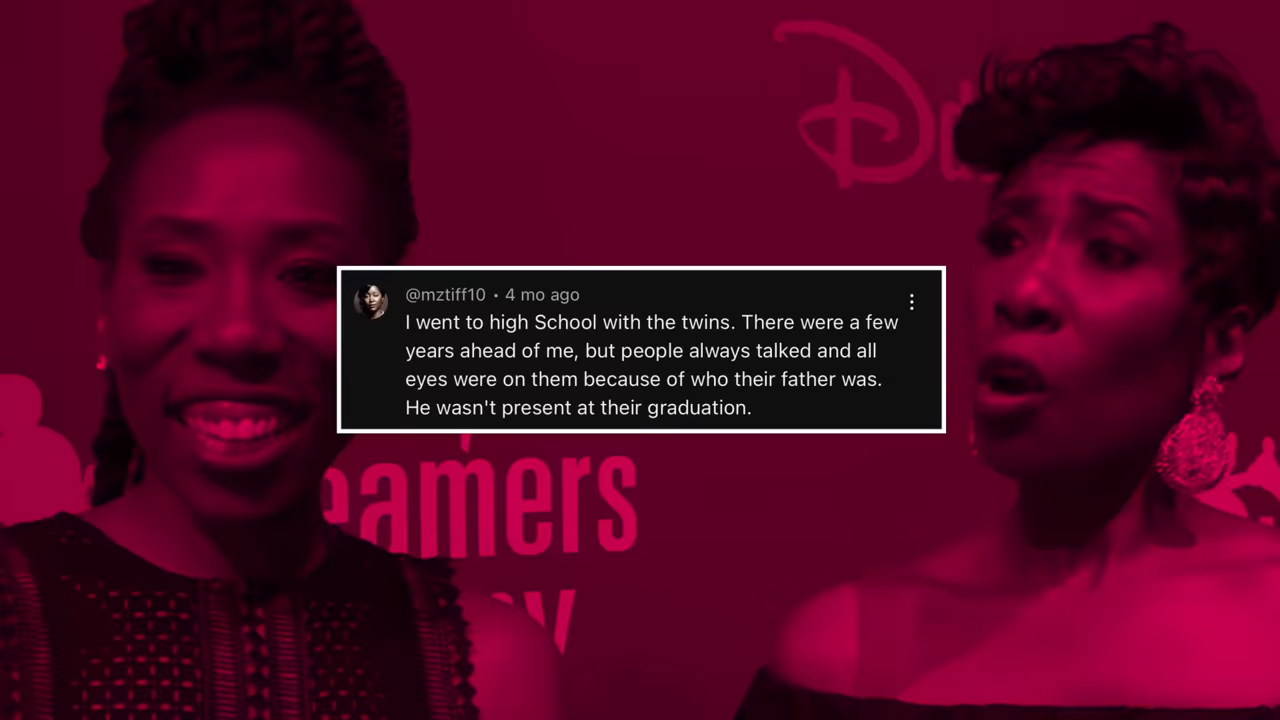 D
@mztiff10 • 4 mo ago
I went to high School with the twins. There were a few
years ahead of me, but people always talked and all
eyes were on them because of who their father was.
He wasn't present at their graduation.
eamers